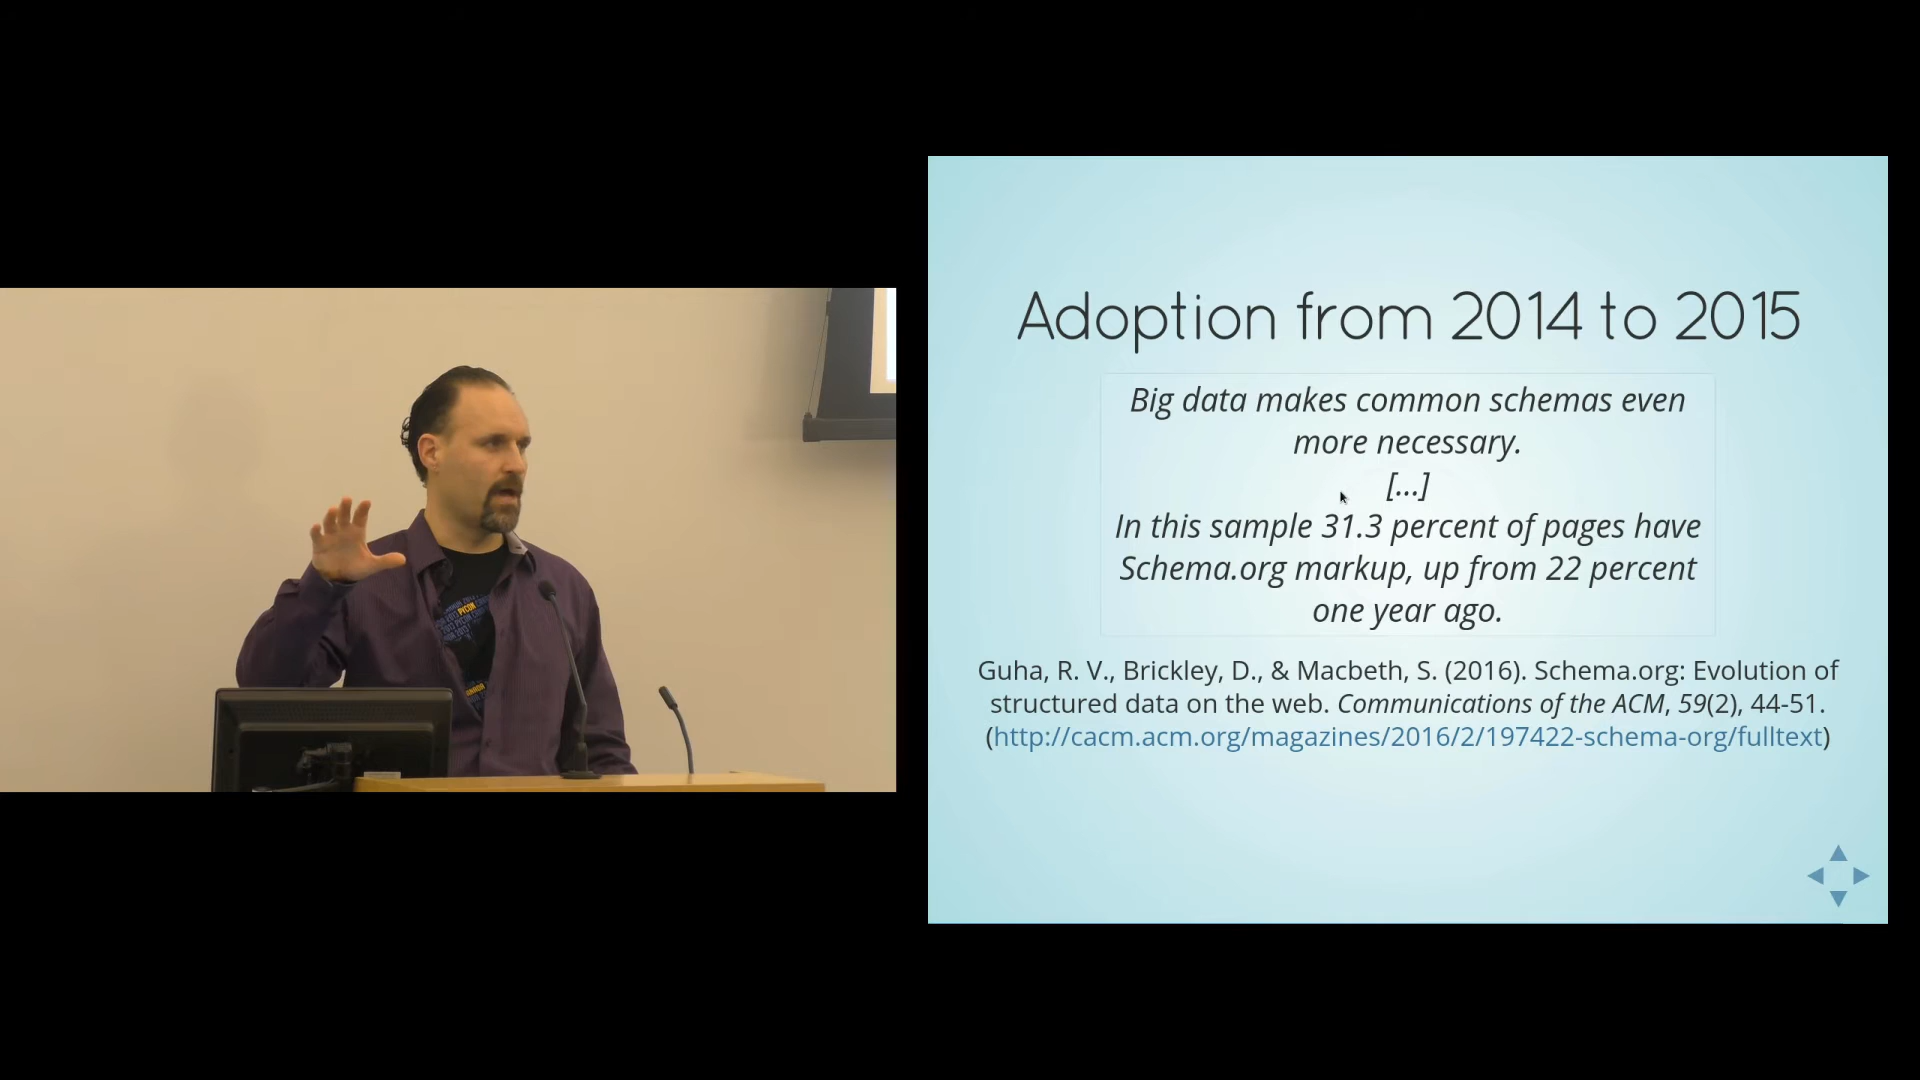 Adoption from 2014 to 2015
Big data makes common schemas even
more necessary.
[...]
In this sample 31.3 percent of pages have
Schema.org markup, up from 22 percent
one year ago.
Guha, R. V., Brickley, D., & Macbeth, S. (2016). Schema.org: Evolution of
structured data on the web. Communications of the ACM, 59(2), 44-51.
(http://cacm.acm.org/magazines/2016/2/197422-schema-org/fulltext)
PYCON